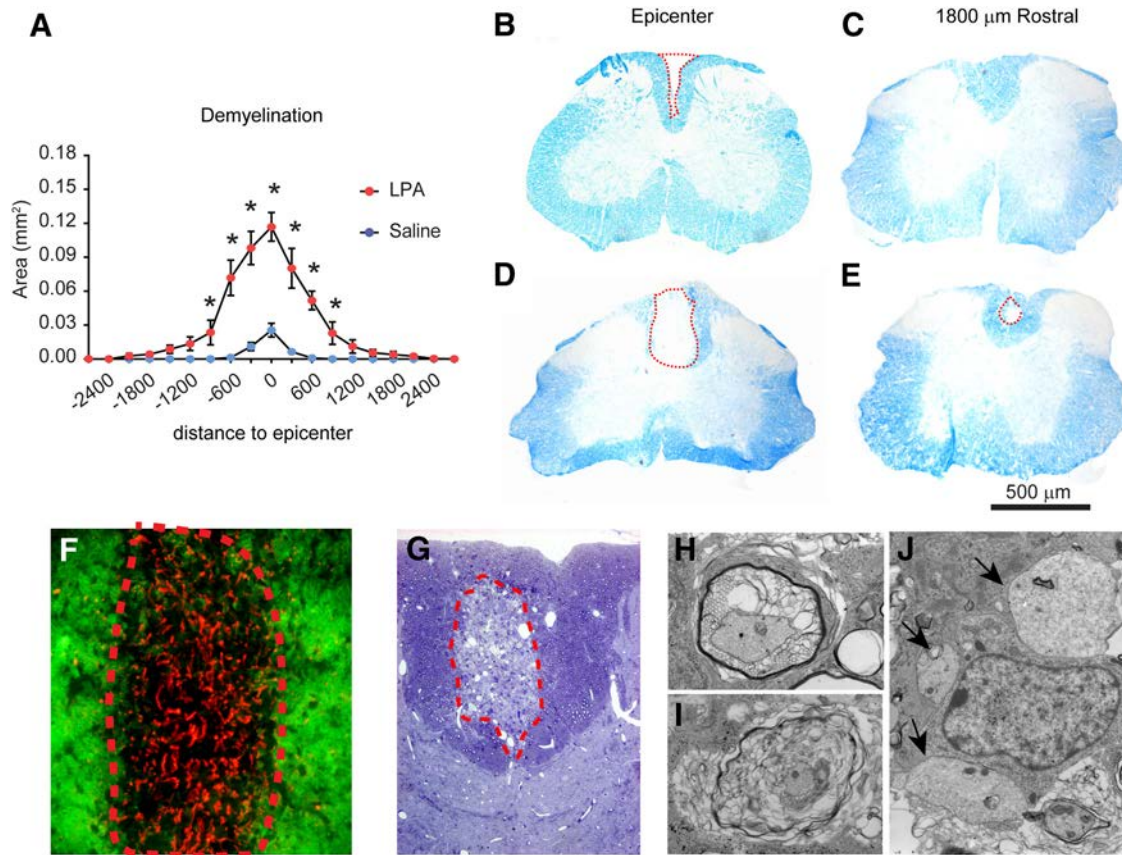 A
Demyelination
Area (mm²)
0.18
0.15
0.12
0.09
0.06
0.03
0.00
* * * * * * * *
LPA
Saline
-2400 -1800 -1200 -600 0 600 1200 1800 2400
distance to epicenter
B
Epicenter
C
1800 μm Rostral
D
E
500 μm
F
G
H
I
J